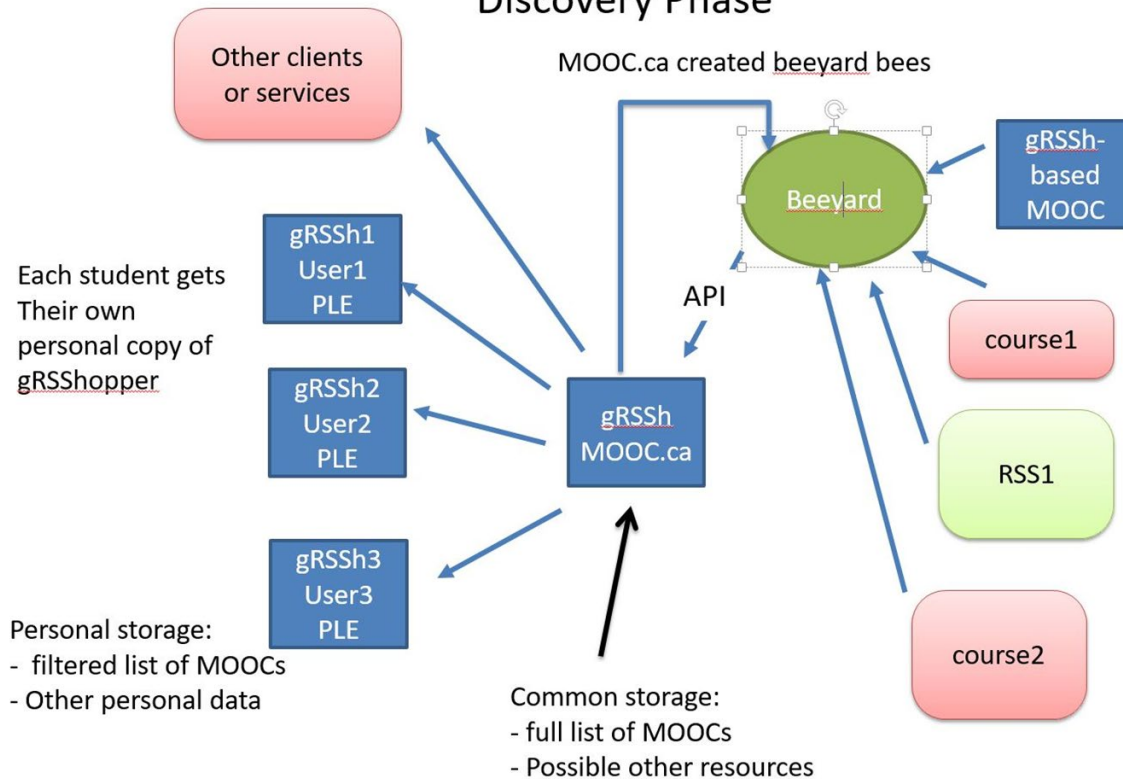 Discovery Phase
Other clients
or services
MOOC.ca created beeyard bees
Beeyard
gRSSh-
based
MOOC
gRSSh1
User1
PLE
Each student gets
Their own
personal copy of
gRSShopper
API
course1
gRSSh2
User2
PLE
gRSSh
MOOC.ca
RSS1
gRSSh3
User3
PLE
Personal storage:
- filtered list of MOOCs
- Other personal data
course2
Common storage:
- full list of MOOCs
- Possible other resources